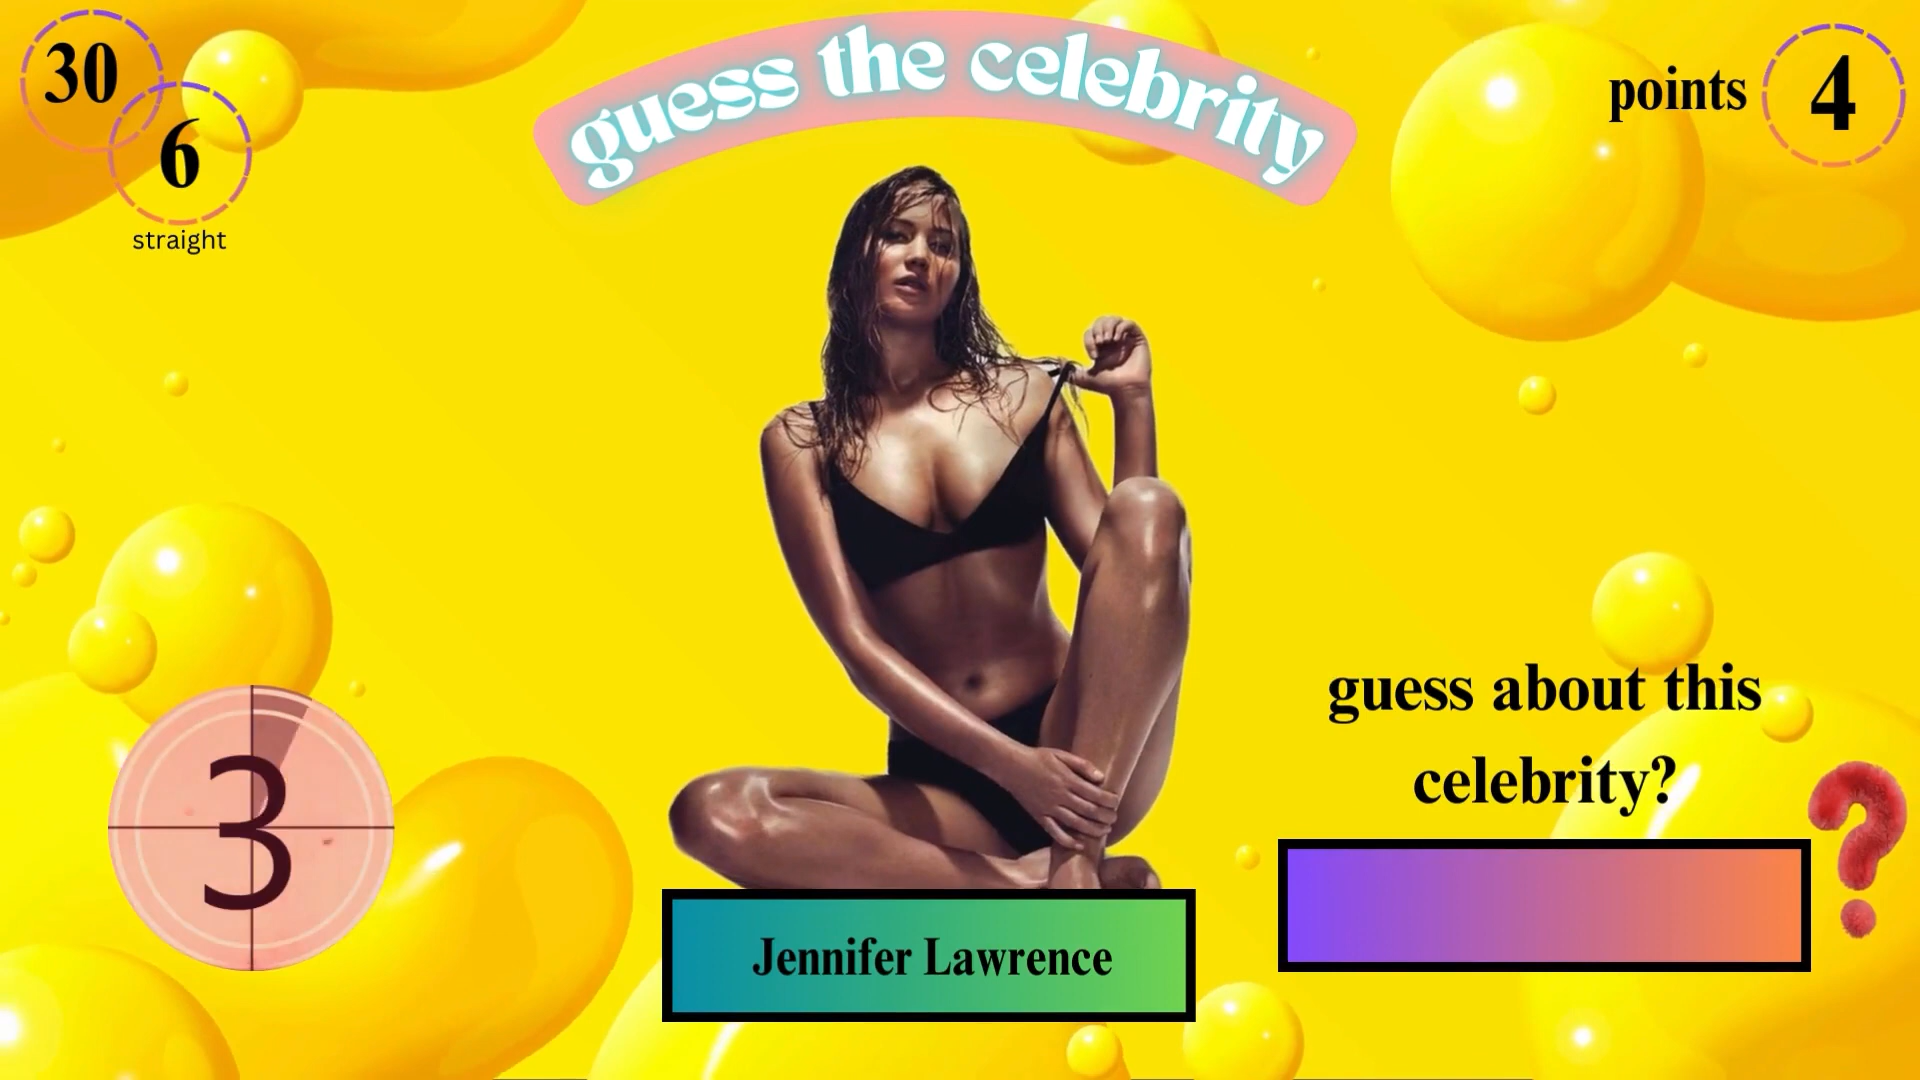 30
guess the celebrity
points
4
6
straight
guess about this
celebrity?
3
Jennifer Lawrence